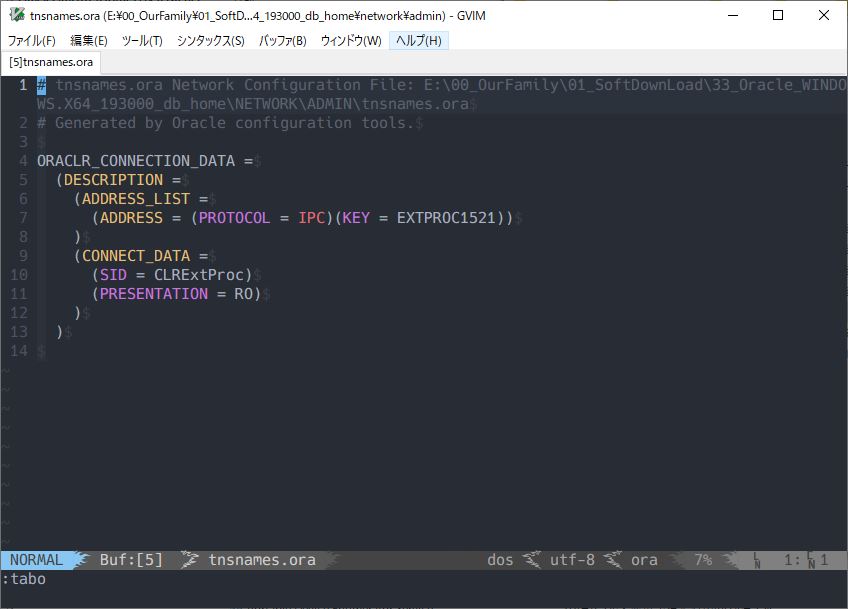 tnsnames.ora (E:¥00_OurFamily¥01_SoftD...4_193000_db_home¥network¥admin) - GVIM
ファイル(F) 編集(E) ツール(T) シンタックス(S) バッファ(B) ウィンドウ(W) ヘルプ(H)
[5]tnsnames.ora
1 # tnsnames.ora Network Configuration File: E:\00_OurFamily\01_SoftDownLoad\33_Oracle_WINDO
WS.X64_193000_db_home\NETWORK\ADMIN\tnsnames.ora$
2 # Generated by Oracle configuration tools.$
3 $
4 ORACLR_CONNECTION_DATA =$
5   (DESCRIPTION =$
6     (ADDRESS_LIST =$
7       (ADDRESS = (PROTOCOL = IPC)(KEY = EXTPROC1521))$
8     )$
9     (CONNECT_DATA =$
10       (SID = CLRExtProc)$
11       (PRESENTATION = RO)$
12     )$
13   )$
14 $
~
~
~
~
~
~
~
~
~
~
NORMAL Buf:[5] tnsnames.ora dos utf-8 ora 7% LN 1: LN 1
:tabo